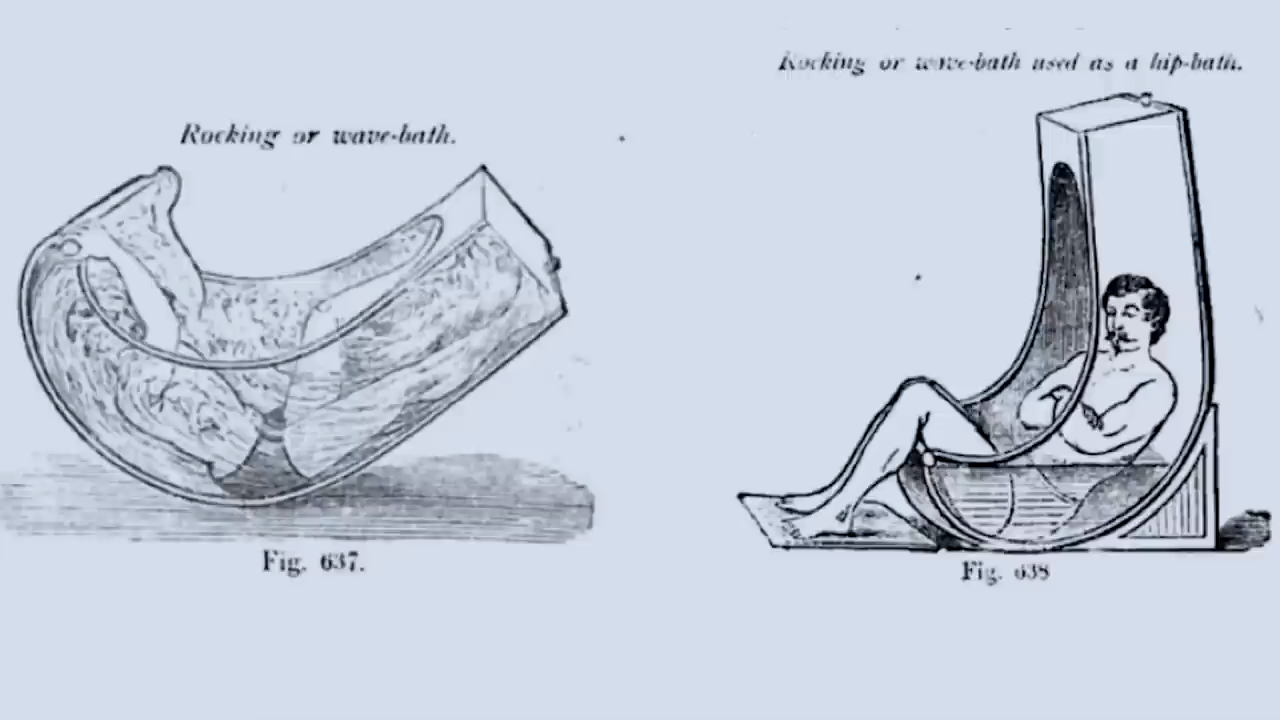 Rocking or wave-bath.
Fig. 637.
Rocking or wave-bath used as a hip-bath.
Fig. 638